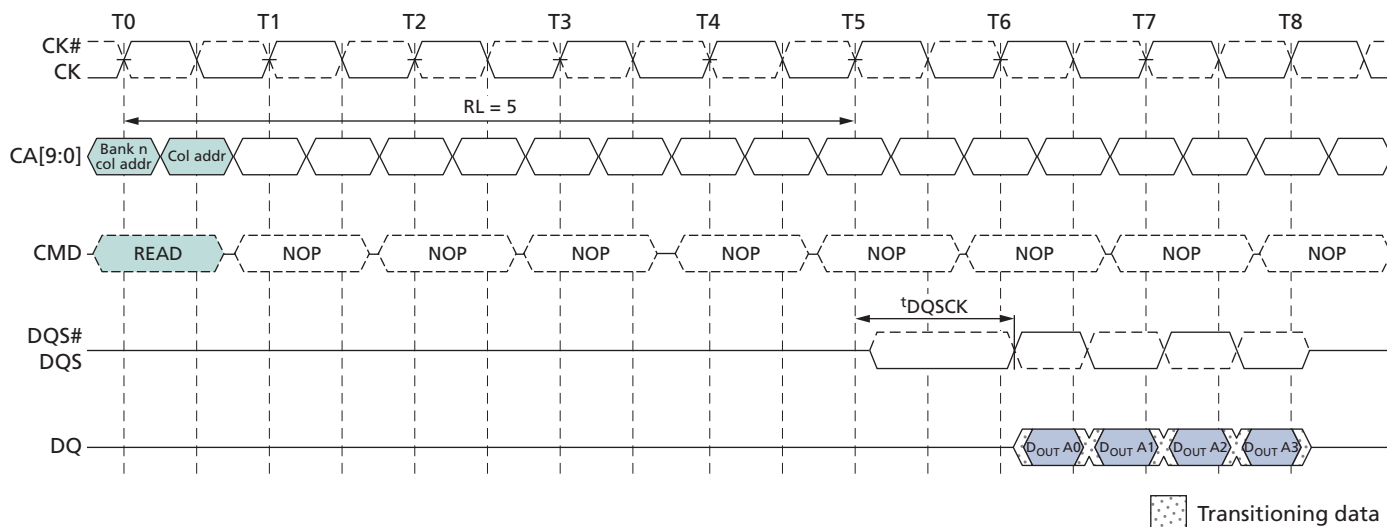 T0 T1 T2 T3 T4 T5 T6 T7 T8
CK#
CK
RL = 5
CA[9:0]
Bank n
col addr
Col addr
CMD READ NOP NOP NOP NOP NOP NOP NOP NOP
tDQSCK
DQS#
DQS
DQ DOUT A0 DOUT A1 DOUT A2 DOUT A3
Transitioning data